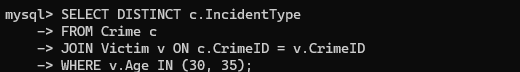 mysql> SELECT DISTINCT c.IncidentType
    -> FROM Crime c
    -> JOIN Victim v ON c.CrimeID = v.CrimeID
    -> WHERE v.Age IN (30, 35);